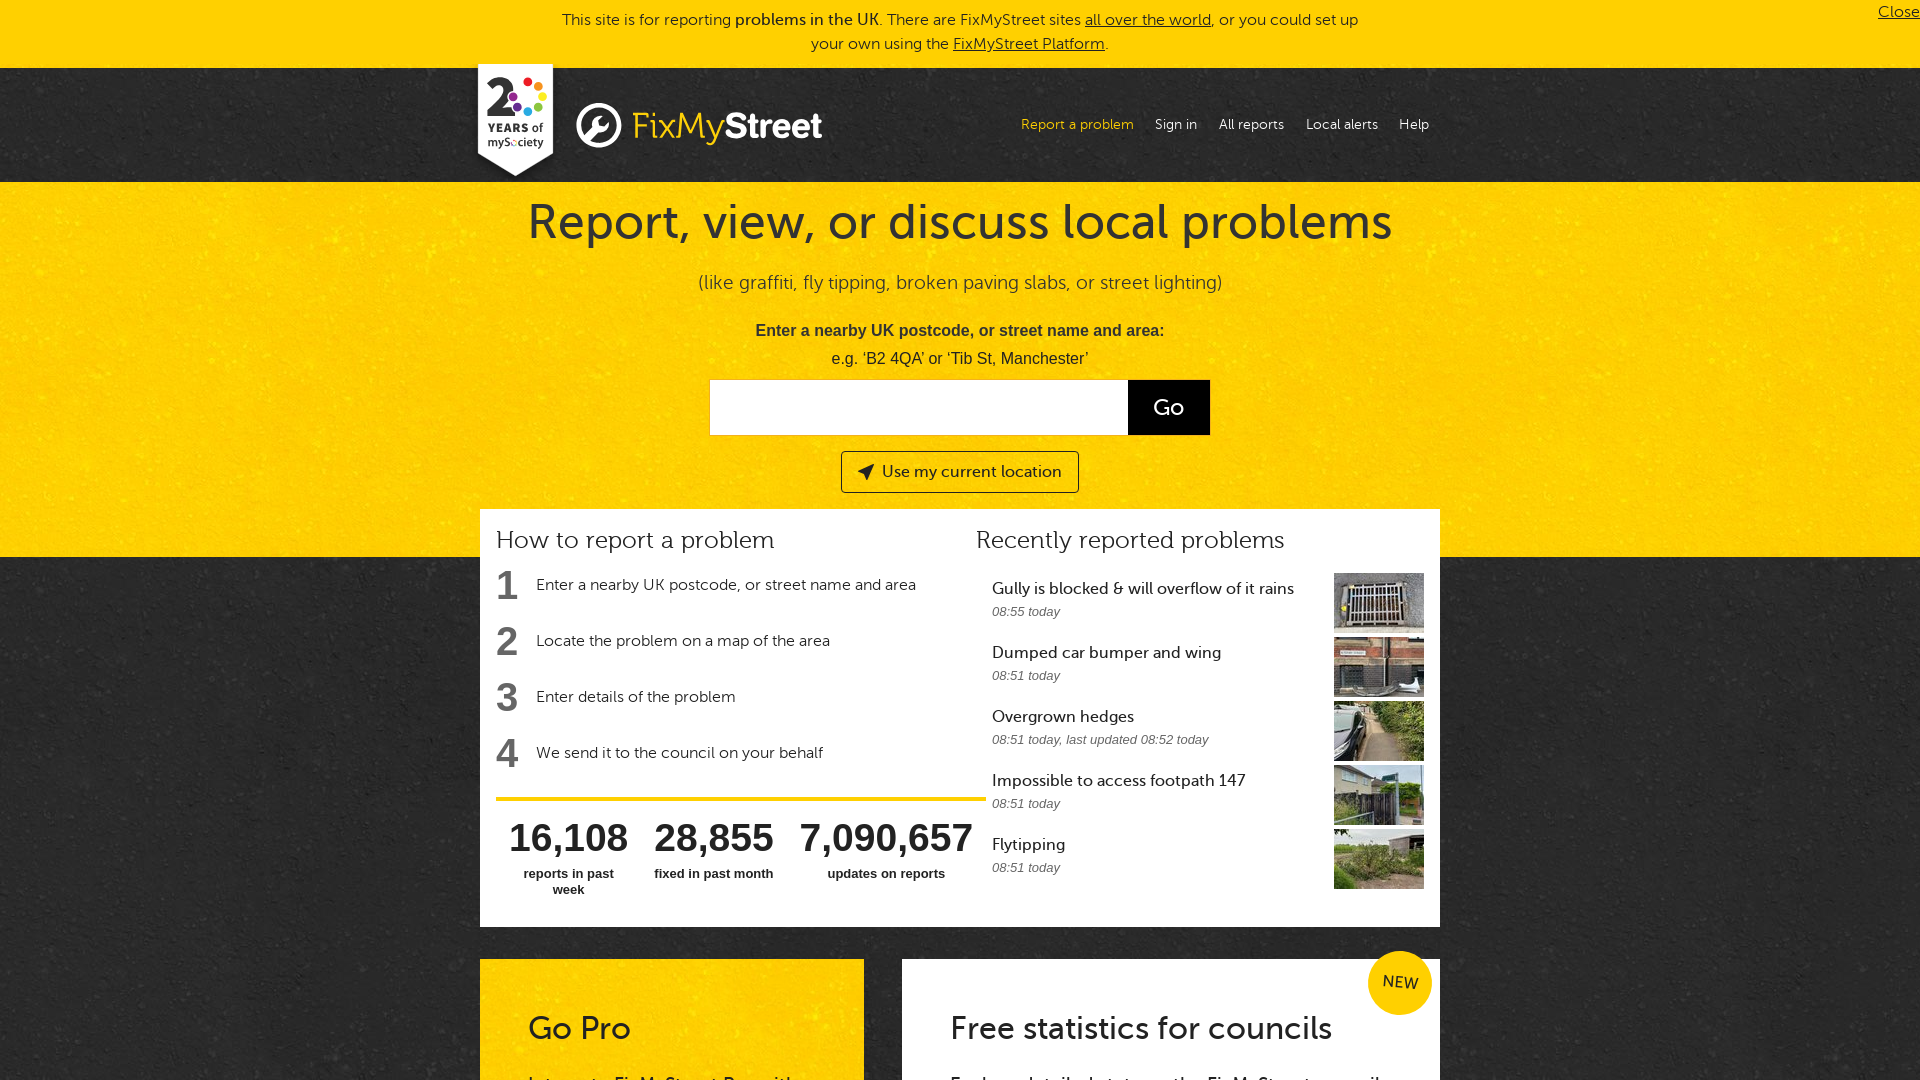 This site is for reporting problems in the UK. There are FixMyStreet sites all over the world, or you could set up
your own using the FixMyStreet Platform.
Close
20
YEARS of
mySociety
FixMyStreet
Report a problem
Sign in
All reports
Local alerts
Help
Report, view, or discuss local problems
(like graffiti, fly tipping, broken paving slabs, or street lighting)
Enter a nearby UK postcode, or street name and area:
e.g. ‘B2 4QA’ or ‘Tib St, Manchester’
Go
Use my current location
How to report a problem
1 Enter a nearby UK postcode, or street name and area
2 Locate the problem on a map of the area
3 Enter details of the problem
4 We send it to the council on your behalf
16,108
reports in past
week
28,855
fixed in past month
7,090,657
updates on reports
Recently reported problems
Gully is blocked & will overflow of it rains
08:55 today
Dumped car bumper and wing
08:51 today
Overgrown hedges
08:51 today, last updated 08:52 today
Impossible to access footpath 147
08:51 today
Flytipping
08:51 today
Go Pro
NEW
Free statistics for councils